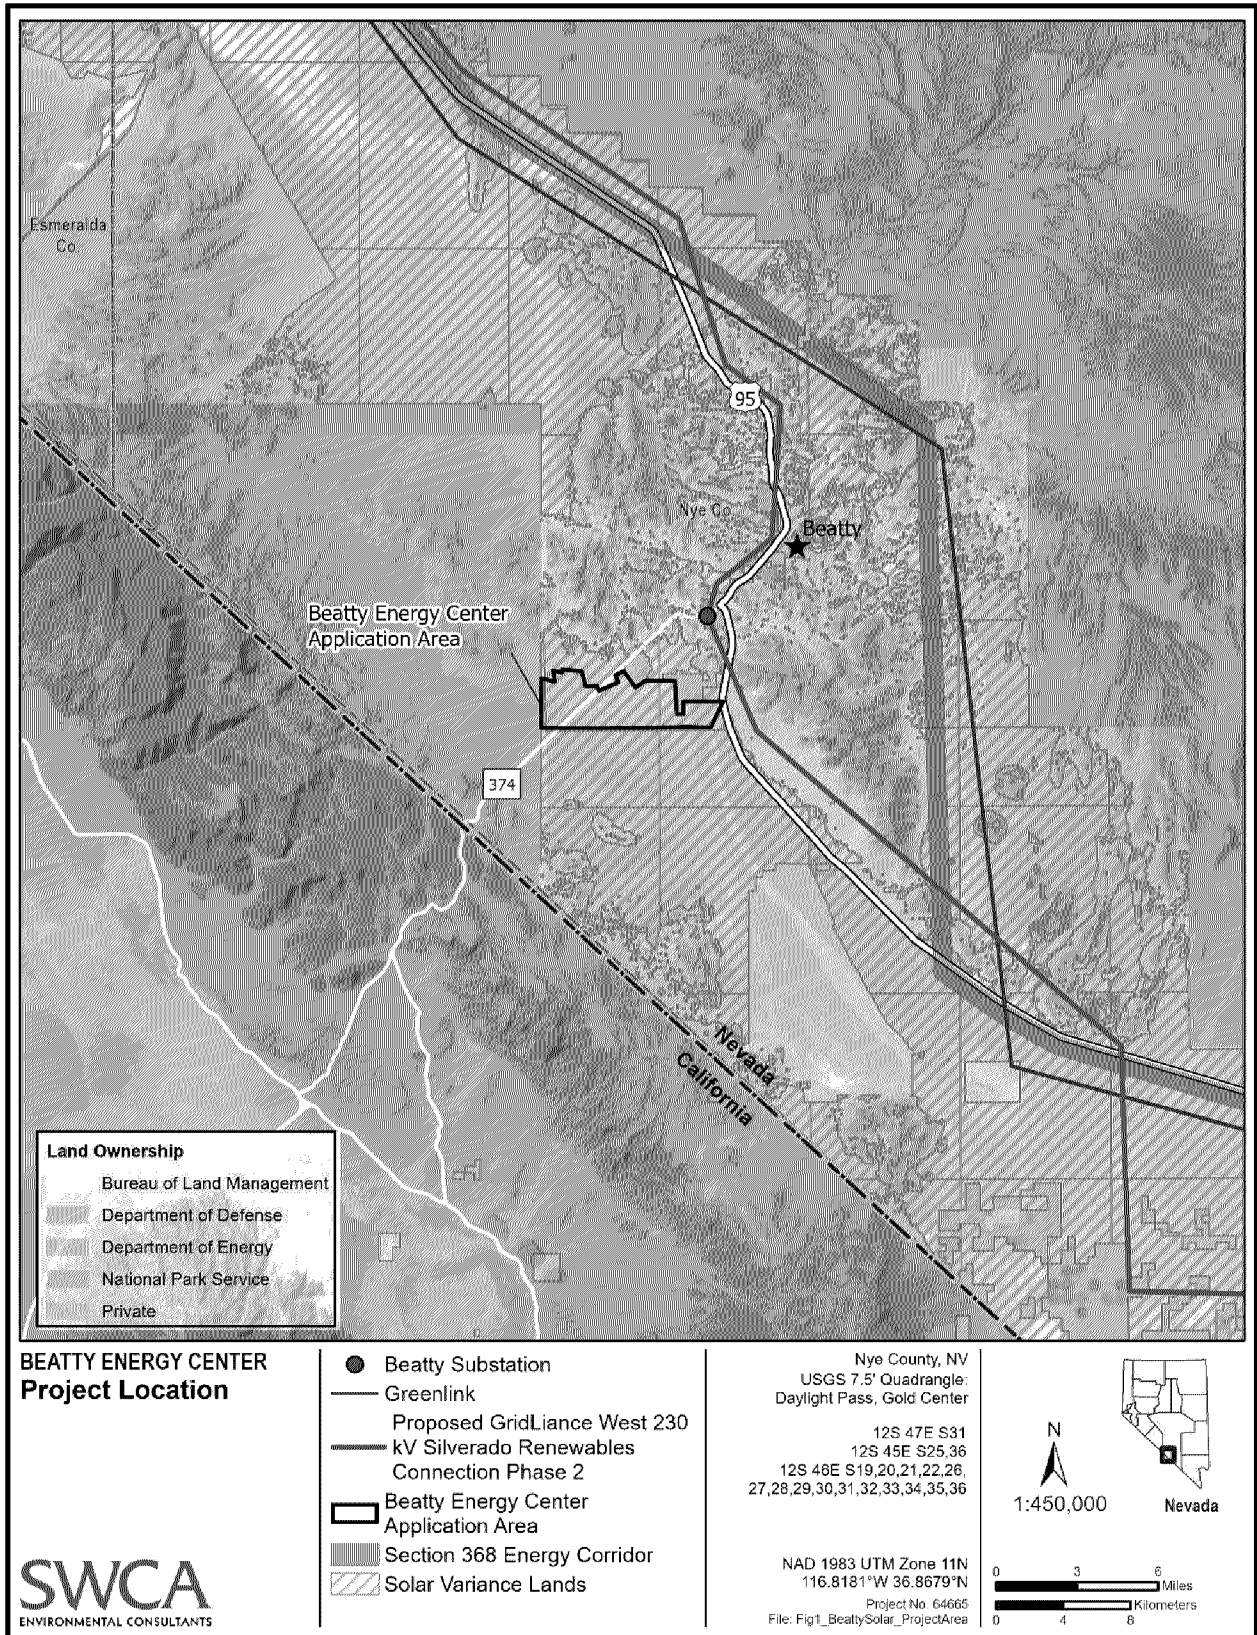 Esmeralda
Co
95
Nye Co
Beatty
Beatty Energy Center
Application Area
374
Nevada
California
Land Ownership
Bureau of Land Management
Department of Defense
Department of Energy
National Park Service
Private
BEATTY ENERGY CENTER
Project Location
SWCA
ENVIRONMENTAL CONSULTANTS
Beatty Substation
Greenlink
Proposed GridLiance West 230
kV Silverado Renewables
Connection Phase 2
Beatty Energy Center
Application Area
Section 368 Energy Corridor
Solar Variance Lands
Nye County, NV
USGS 7.5' Quadrangle:
Daylight Pass, Gold Center
12S 47E S31
12S 45E S25,36
12S 46E S19,20,21,22,26,
27,28,29,30,31,32,33,34,35,36
NAD 1983 UTM Zone 11N
116.8181°W 36.8679°N
Project No. 64665
File: Fig1_BeattySolar_ProjectArea
N
1:450,000
Nevada
0 3 6
Miles
Kilometers
0 4 8